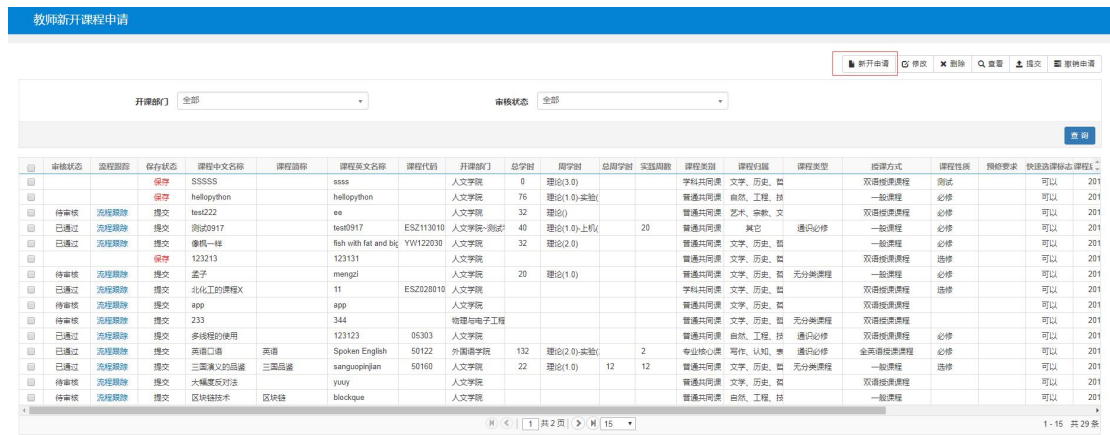 教师新开课程申请
新开申请 修改 删除 查看 提交 撤销申请
开课部门 全部 审核状态 全部
查询
审核状态 流程跟踪 保存状态 课程中文名称 课程简称 课程英文名称 课程代码 开课部门 总学时 周学时 总周学时 实践周数 课程类别 课程归属 课程类型 授课方式 课程性质 预修要求 快速选课标志 课程
保存 SSSSS ssss 人文学院 0 理论(3.0) 学科共同课 文学、历史、哲 双语授课课程 测试 可以 201
保存 hellopython hellopython 人文学院 76 理论(1.0)-实验( 普通共同课 自然、工程、技 一般课程 必修 可以 201
待审核 流程跟踪 提交 test222 ee 人文学院 32 理论() 普通共同课 艺术、宗教、文 双语授课课程 必修 可以 201
已通过 流程跟踪 提交 测试0917 test0917 ESZ113010 人文学院~测试 40 理论(1.0)-上机( 20 普通共同课 其它 通识必修 一般课程 必修 可以 201
已通过 流程跟踪 提交 像枫一样 fish with fat and big YW122030 人文学院 32 理论(2.0) 普通共同课 文学、历史、哲 一般课程 必修 可以 201
保存 123213 123131 人文学院 普通共同课 文学、历史、哲 双语授课课程 选修 可以 201
待审核 流程跟踪 提交 孟子 mengzi 人文学院 20 理论(1.0) 普通共同课 文学、历史、哲 无分类课程 一般课程 必修 可以 201
已通过 流程跟踪 提交 北化工的课程X 11 ESZ028010 人文学院 学科共同课 文学、历史、哲 双语授课课程 选修 可以 201
待审核 流程跟踪 提交 app app 人文学院 普通共同课 文学、历史、哲 双语授课课程 可以 201
待审核 流程跟踪 提交 233 344 物理与电子工程 普通共同课 文学、历史、哲 无分类课程 双语授课课程 可以 201
已通过 流程跟踪 提交 多线程的使用 123123 05303 人文学院 普通共同课 自然、工程、技 通识必修 一般课程 必修 可以 201
已通过 流程跟踪 提交 英语口语 英语 Spoken English 50122 外国语学院 132 理论(2.0)-实验( 2 专业核心课 写作、认知、表 通识必修 全英语授课课程 必修 可以 201
已通过 流程跟踪 提交 三国演义的品鉴 三国品鉴 sanguopinjian 50160 人文学院 22 理论(1.0) 12 12 普通共同课 文学、历史、哲 无分类课程 一般课程 选修 可以 201
待审核 流程跟踪 提交 大幅度反对法 yuuy 人文学院 普通共同课 文学、历史、哲 双语授课课程 可以 201
待审核 流程跟踪 提交 区块链技术 区块链 blockque 人文学院 普通共同课 自然、工程、技 一般课程 可以 201
1 共2页 15 1 - 15 共29条